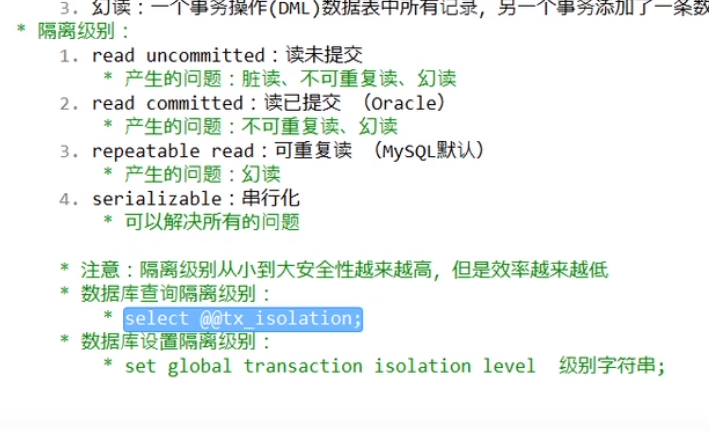 3. 幻读：一个事务操作(DML)数据表中所有记录，另一个事务添加了一条数
* 隔离级别：
1. read uncommitted：读未提交
* 产生的问题：脏读、不可重复读、幻读
2. read committed：读已提交 （Oracle）
* 产生的问题：不可重复读、幻读
3. repeatable read：可重复读 （MySQL默认）
* 产生的问题：幻读
4. serializable：串行化
* 可以解决所有的问题
* 注意：隔离级别从小到大安全性越来越高，但是效率越来越低
* 数据库查询隔离级别：
* select @@tx_isolation;
* 数据库设置隔离级别：
* set global transaction isolation level  级别字符串;